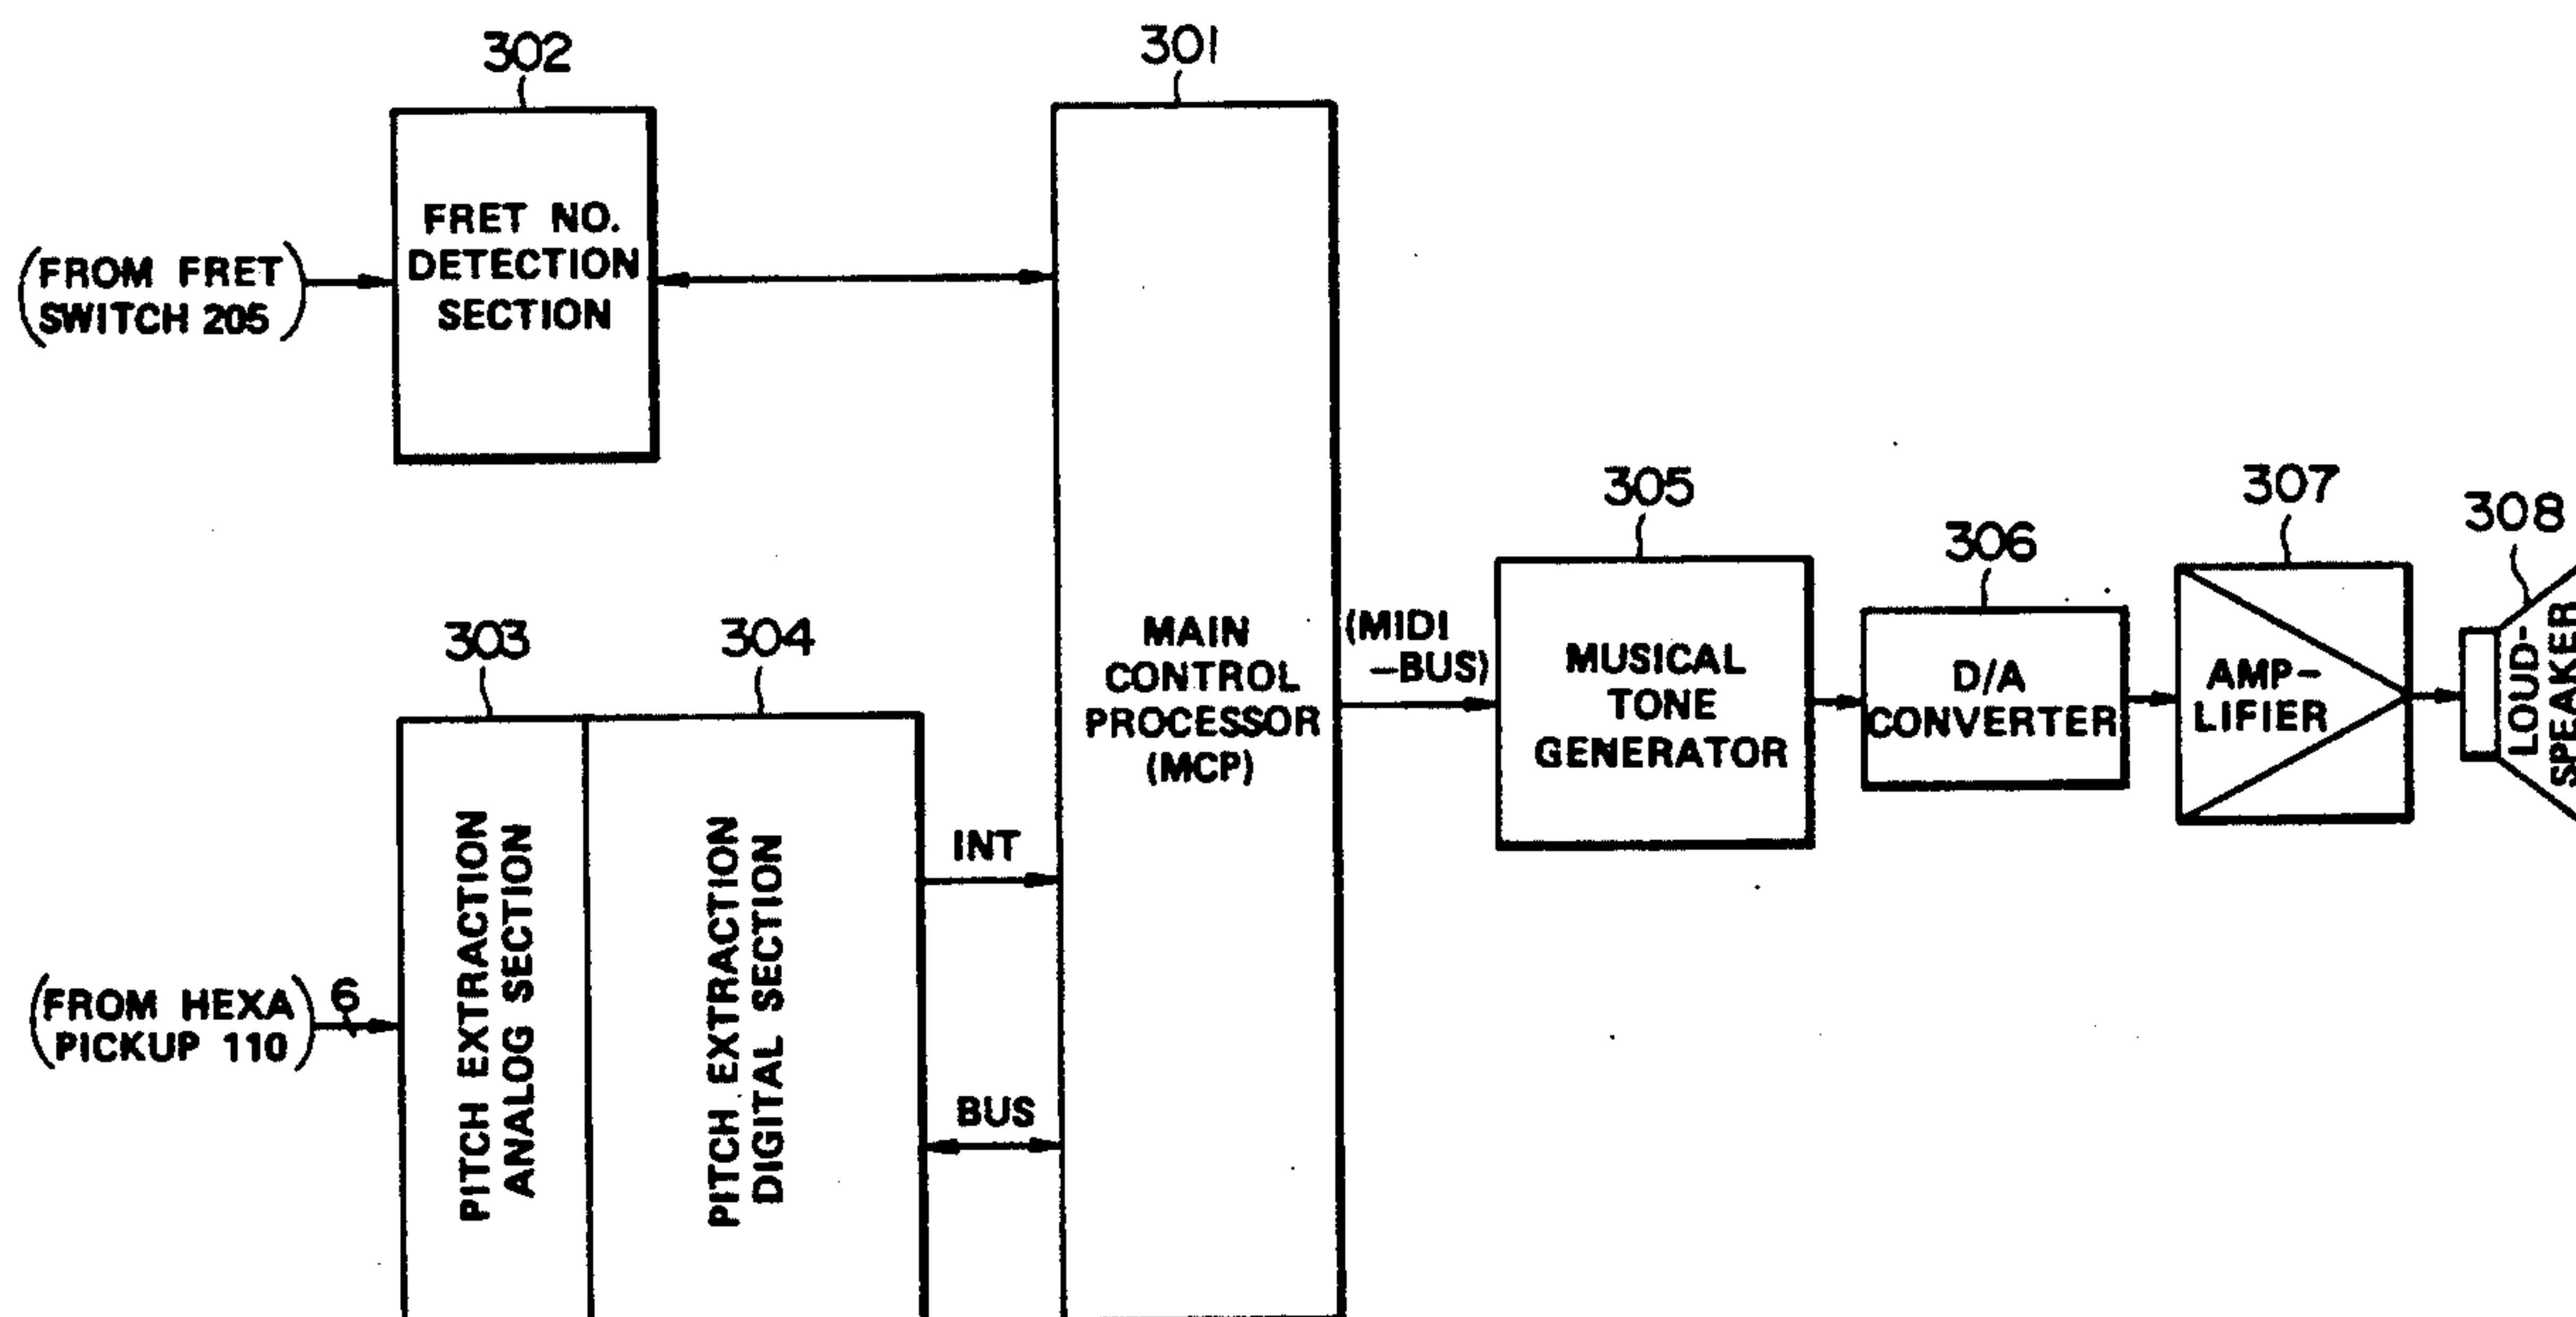 302
301
FRET NO.
DETECTION
SECTION
(FROM FRET
SWITCH 205)
305
307
308
306
303
304
MAIN
CONTROL
PROCESSOR
(MCP)
(MIDI
-BUS)
MUSICAL
TONE
GENERATOR
D/A
CONVERTER
AMP-
LIFIER
LOUD-
SPEAKER
PITCH EXTRACTION
ANALOG SECTION
PITCH EXTRACTION
DIGITAL SECTION
INT
(FROM HEXA
PICKUP 110)
6
BUS